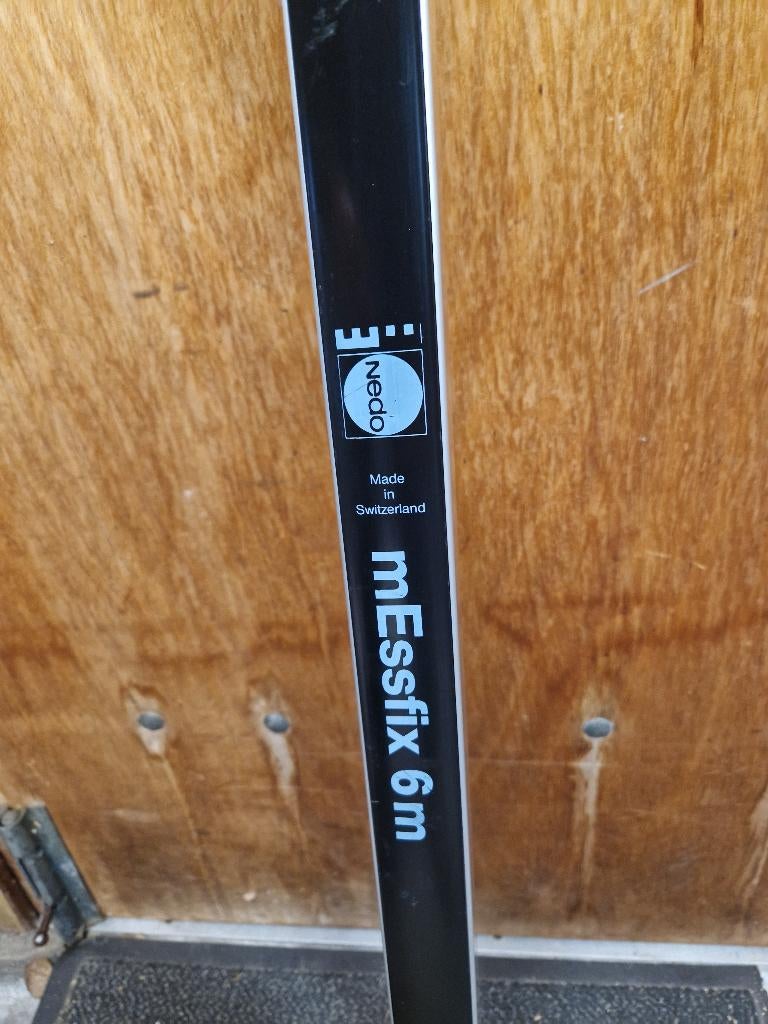 Nedo
Made
in
Switzerland
mEssfix 6m